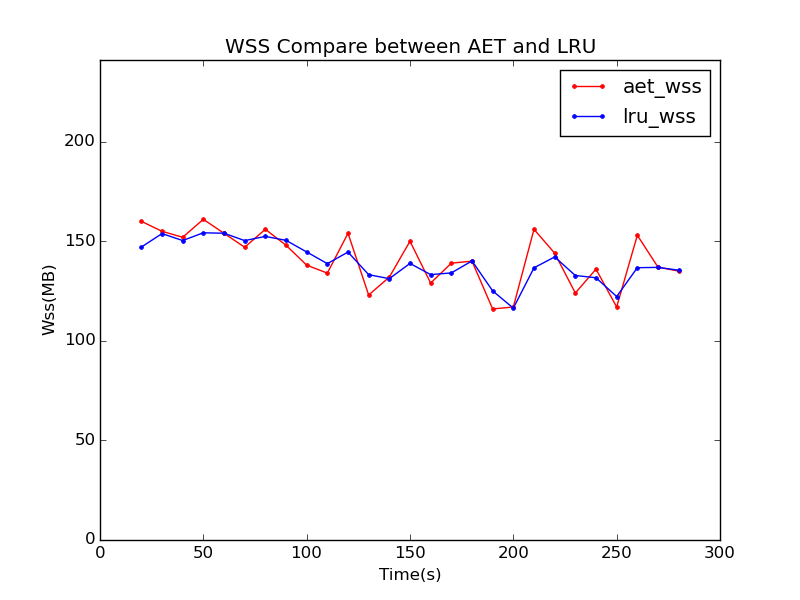 WSS Compare between AET and LRU
aet_wss
lru_wss
200
150
100
50
0
Wss(MB)
0 50 100 150 200 250 300
Time(s)